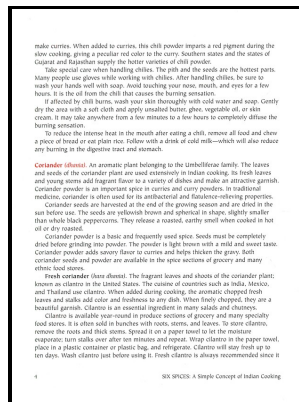 make curries. When added to curries, this chili powder imparts a red pigment during the
slow cooking, giving a peculiar red color to the curry. Southern states and the states of
Gujarat and Rajasthan supply the hotter varieties of chili powder.
Take special care when handling chilies. The pith and the seeds are the hottest parts.
Many people use gloves while working with chilies. After handling chilies, be sure to
wash your hands well with soap. Avoid touching your nose, mouth, and eyes for a few
hours. It is the oil from the chili that causes the burning sensation.
If affected by chili burns, wash your skin thoroughly with cold water and soap. Gently
dry the area with a soft cloth and apply unsalted butter, ghee, vegetable oil, or skin
cream. It may take anywhere from a few minutes to a few hours to completely diffuse the
burning sensation.
To reduce the intense heat in the mouth after eating a chili, remove all food and chew
a piece of bread or eat plain rice. Follow with a drink of cold milk—which will also reduce
any burning in the digestive tract and stomach.
Coriander (dhania). An aromatic plant belonging to the Umbelliferae family. The leaves
and seeds of the coriander plant are used extensively in Indian cooking. Its fresh leaves
and young stems add fragrant flavor to a variety of dishes and make an attractive garnish.
Coriander powder is an important spice in curries and curry powders. In traditional
medicine, coriander is often used for its antibacterial and flatulence-relieving properties.
Coriander seeds are harvested at the end of the growing season and are dried in the
sun before use. The seeds are yellowish brown and spherical in shape, slightly smaller
than whole black peppercorns. They release a roasted, earthy smell when cooked in hot
oil or dry roasted.
Coriander powder is a basic and frequently used spice. Seeds must be completely
dried before grinding into powder. The powder is light brown with a mild and sweet taste.
Coriander powder adds savory flavor to curries and helps thicken the gravy. Both
coriander seeds and powder are available in the spice sections of grocery and many
ethnic food stores.
Fresh coriander (hara dhania). The fragrant leaves and shoots of the coriander plant;
known as cilantro in the United States. The cuisine of countries such as India, Mexico,
and Thailand use cilantro. When added during cooking, the aromatic chopped fresh
leaves and stalks add color and freshness to any dish. When finely chopped, they are a
beautiful garnish. Cilantro is an essential ingredient in many salads and chutneys.
Cilantro is available year-round in produce sections of grocery and many specialty
food stores. It is often sold in bunches with roots, stems, and leaves. To store cilantro,
remove the roots and thick stems. Spread it on a paper towel to let the moisture
evaporate; turn stalks over after ten minutes and repeat. Wrap cilantro in the paper towel,
place in a plastic container or plastic bag, and refrigerate. Cilantro will stay fresh up to
ten days. Wash cilantro just before using it. Fresh cilantro is always recommended since it
4 SIX SPICES: A Simple Concept of Indian Cooking